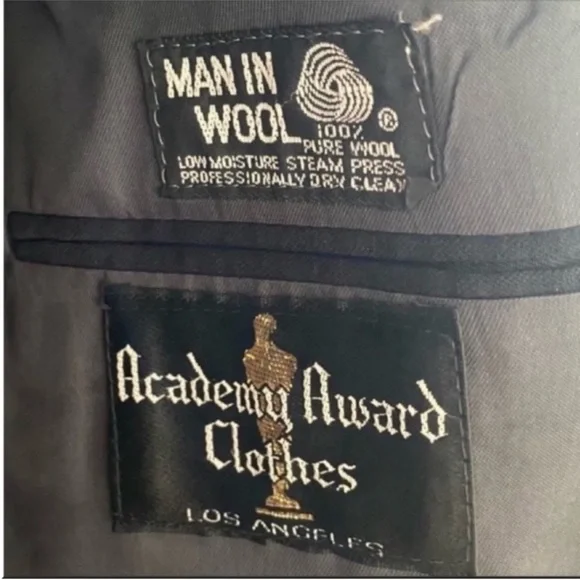 MAN IN
WOOL
®
100%
PURE WOOL
LOW MOISTURE STEAM PRESS
PROFESSIONALLY DRY CLEAN
Academy Award
Clothes
LOS ANGELES